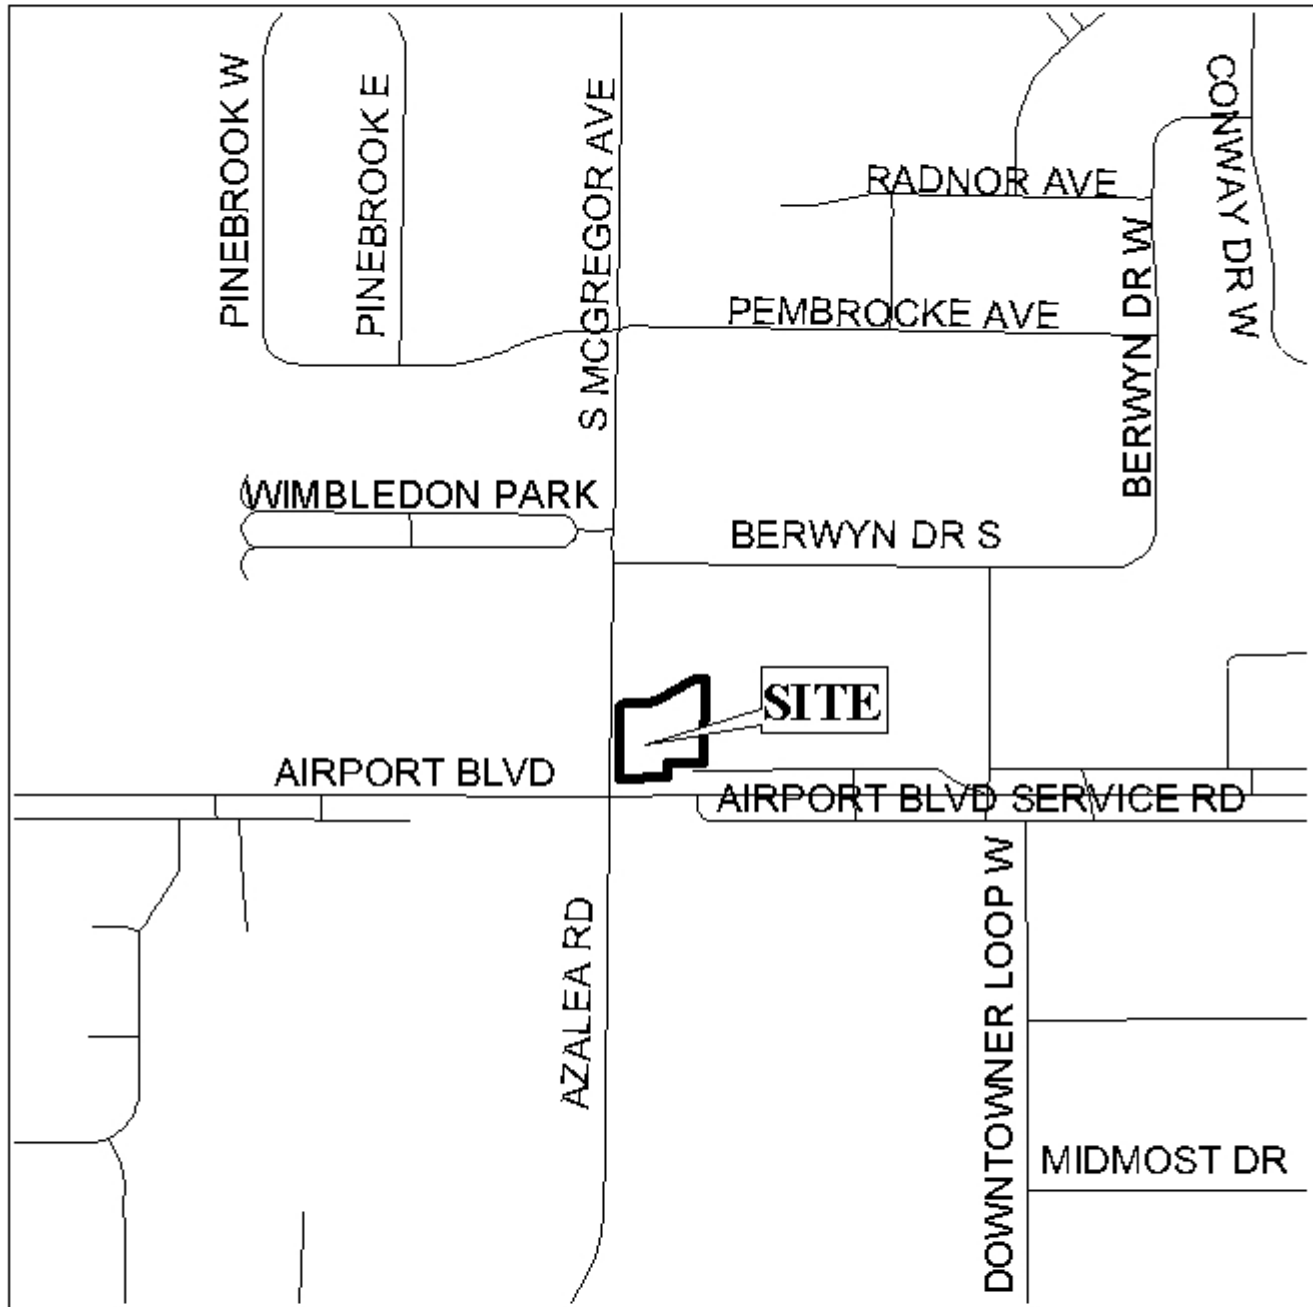 PINEBROOK W
PINEBROOK E
S MCGREGOR AVE
CONWAY DR W
RADNOR AVE
BERWYN DR W
PEMBROCKE AVE
WIMBLEDON PARK
BERWYN DR S
SITE
AIRPORT BLVD
AIRPORT BLVD SERVICE RD
AZALEA RD
DOWNTOWNER LOOP W
MIDMOST DR